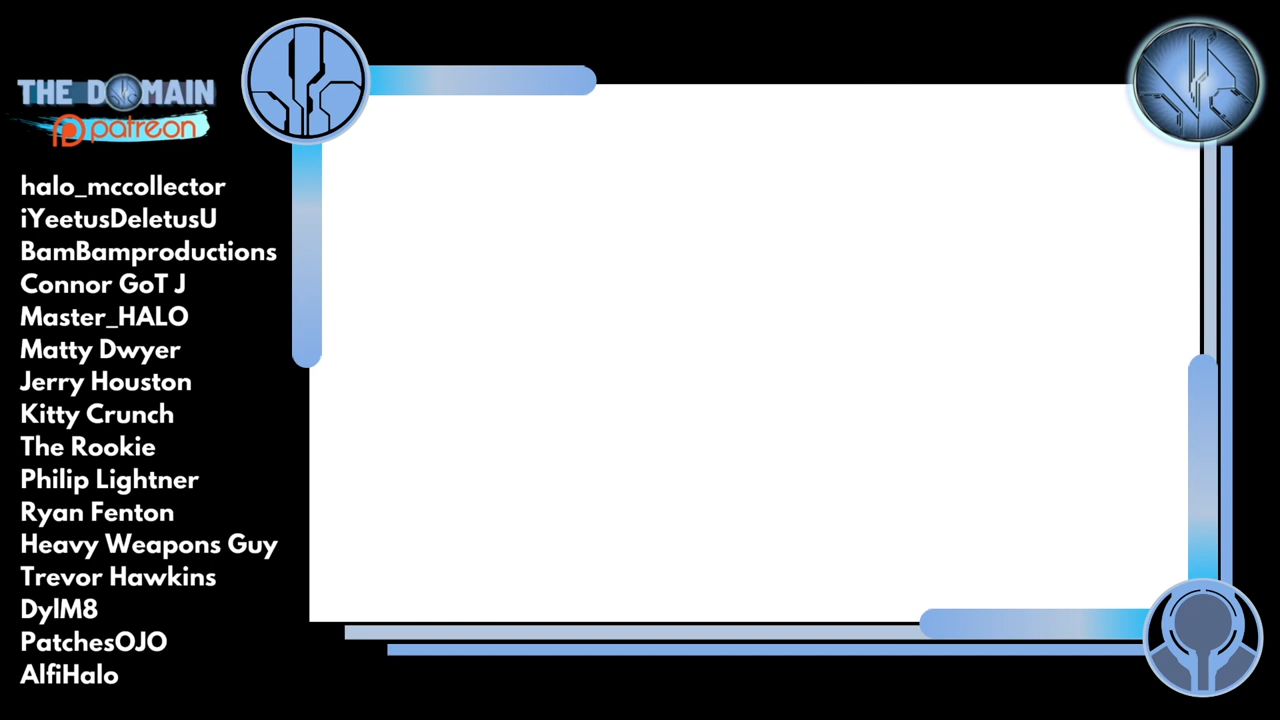 THE DOMAIN
patreon
halo_mccollector
iYeetusDeletusU
BamBamproductions
Connor GoT J
Master_HALO
Matty Dwyer
Jerry Houston
Kitty Crunch
The Rookie
Philip Lightner
Ryan Fenton
Heavy Weapons Guy
Trevor Hawkins
DylM8
PatchesOJO
AlfiHalo